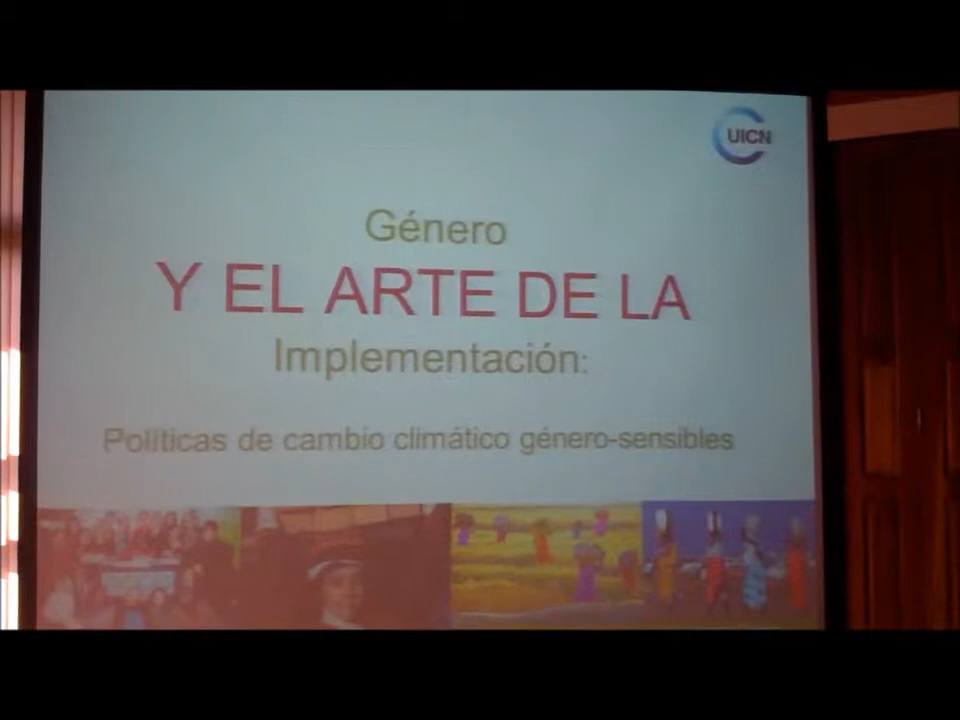 UICN
Género
Y EL ARTE DE LA
Implementación:
Políticas de cambio climático género-sensibles